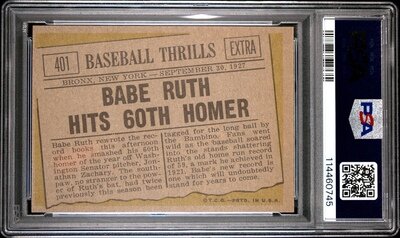 401
BASEBALL THRILLS
EXTRA
BRONX, NEW YORK — SEPTEMBER 30, 1927
BABE RUTH
HITS 60TH HOMER
Babe Ruth rewrote the rec-
ord books this afternoon
when he smashed his 60th
homer of the year off Wash-
ington Senator pitcher, Jon-
athan Zachary. The south-
paw, no stranger to the pow-
er of Ruth's bat, had twice
previously this season been
tagged for the long ball by
the Bambino. Fans went
wild as the baseball soared
into the stands shattering
Ruth's old home run record
of 59, a mark he achieved in
1921. Babe's new record is
one which will undoubtedly
stand for years to come.
© T.C.G. — PRTD. IN U.S.A.
PSA
114460745